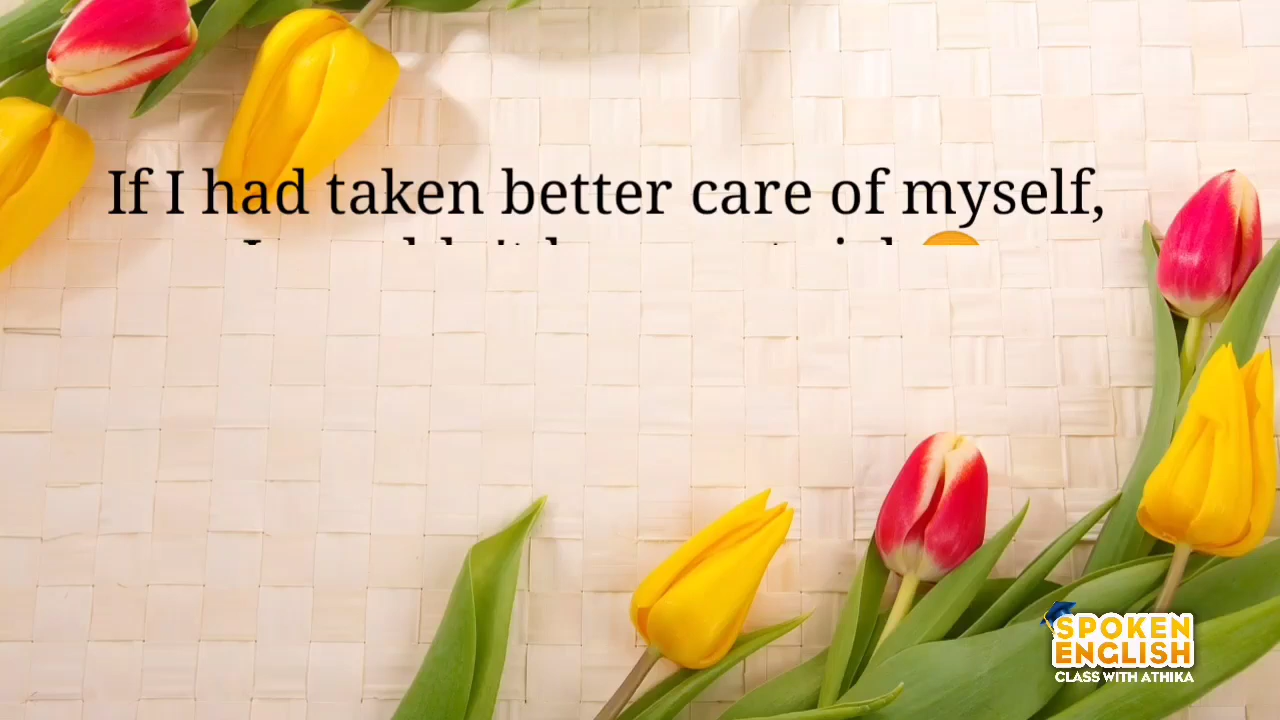 If I had taken better care of myself,
SPOKEN
ENGLISH
CLASS WITH ATHIKA